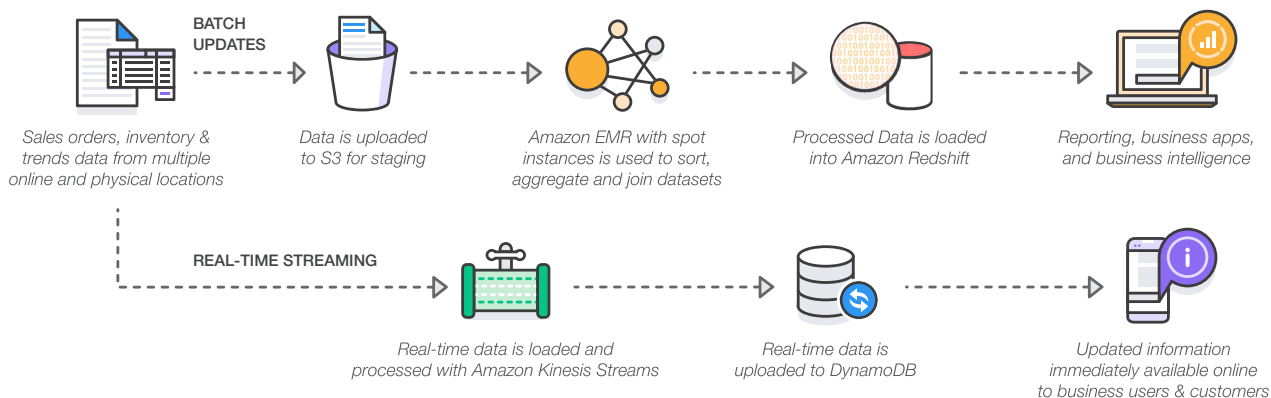 BATCH
UPDATES
Sales orders, inventory &
trends data from multiple
online and physical locations
Data is uploaded
to S3 for staging
Amazon EMR with spot
instances is used to sort,
aggregate and join datasets
Processed Data is loaded
into Amazon Redshift
Reporting, business apps,
and business intelligence
REAL-TIME STREAMING
Real-time data is loaded and
processed with Amazon Kinesis Streams
Real-time data is
uploaded to DynamoDB
Updated information
immediately available online
to business users & customers